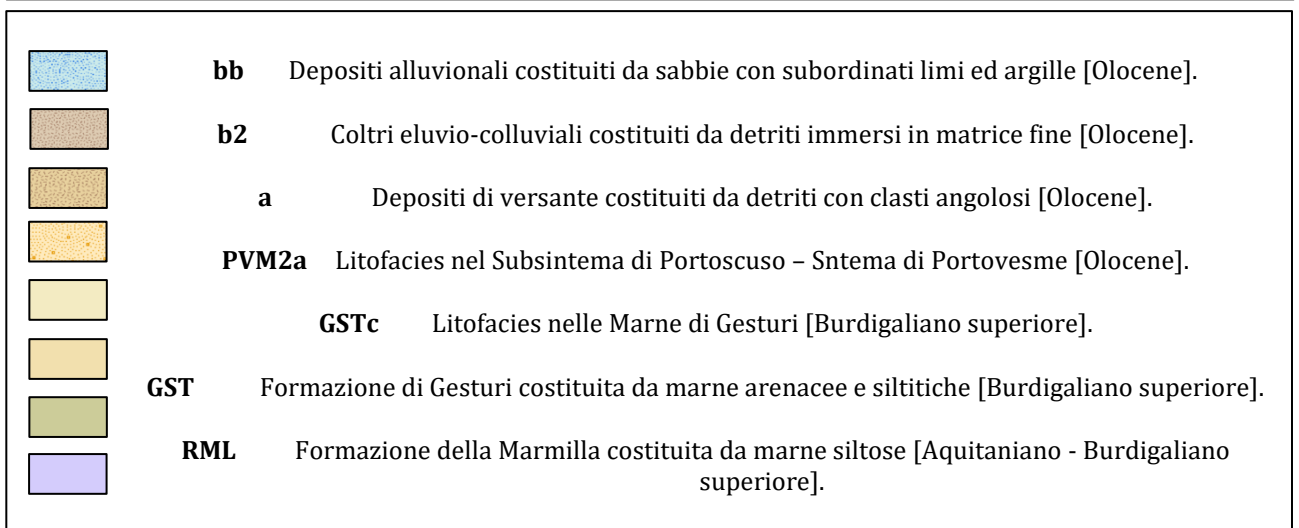 bb Depositi alluvionali costituiti da sabbie con subordinati limi ed argille [Olocene].
b2 Coltri eluvio-colluviali costituiti da detriti immersi in matrice fine [Olocene].
a Depositi di versante costituiti da detriti con clasti angolosi [Olocene].
PVM2a Litofacies nel Subsintema di Portoscuso – Sntema di Portovesme [Olocene].
GSTc Litofacies nelle Marne di Gesturi [Burdigaliano superiore].
GST Formazione di Gesturi costituita da marne arenacee e siltitiche [Burdigaliano superiore].
RML Formazione della Marmilla costituita da marne siltose [Aquitaniano - Burdigaliano
superiore].